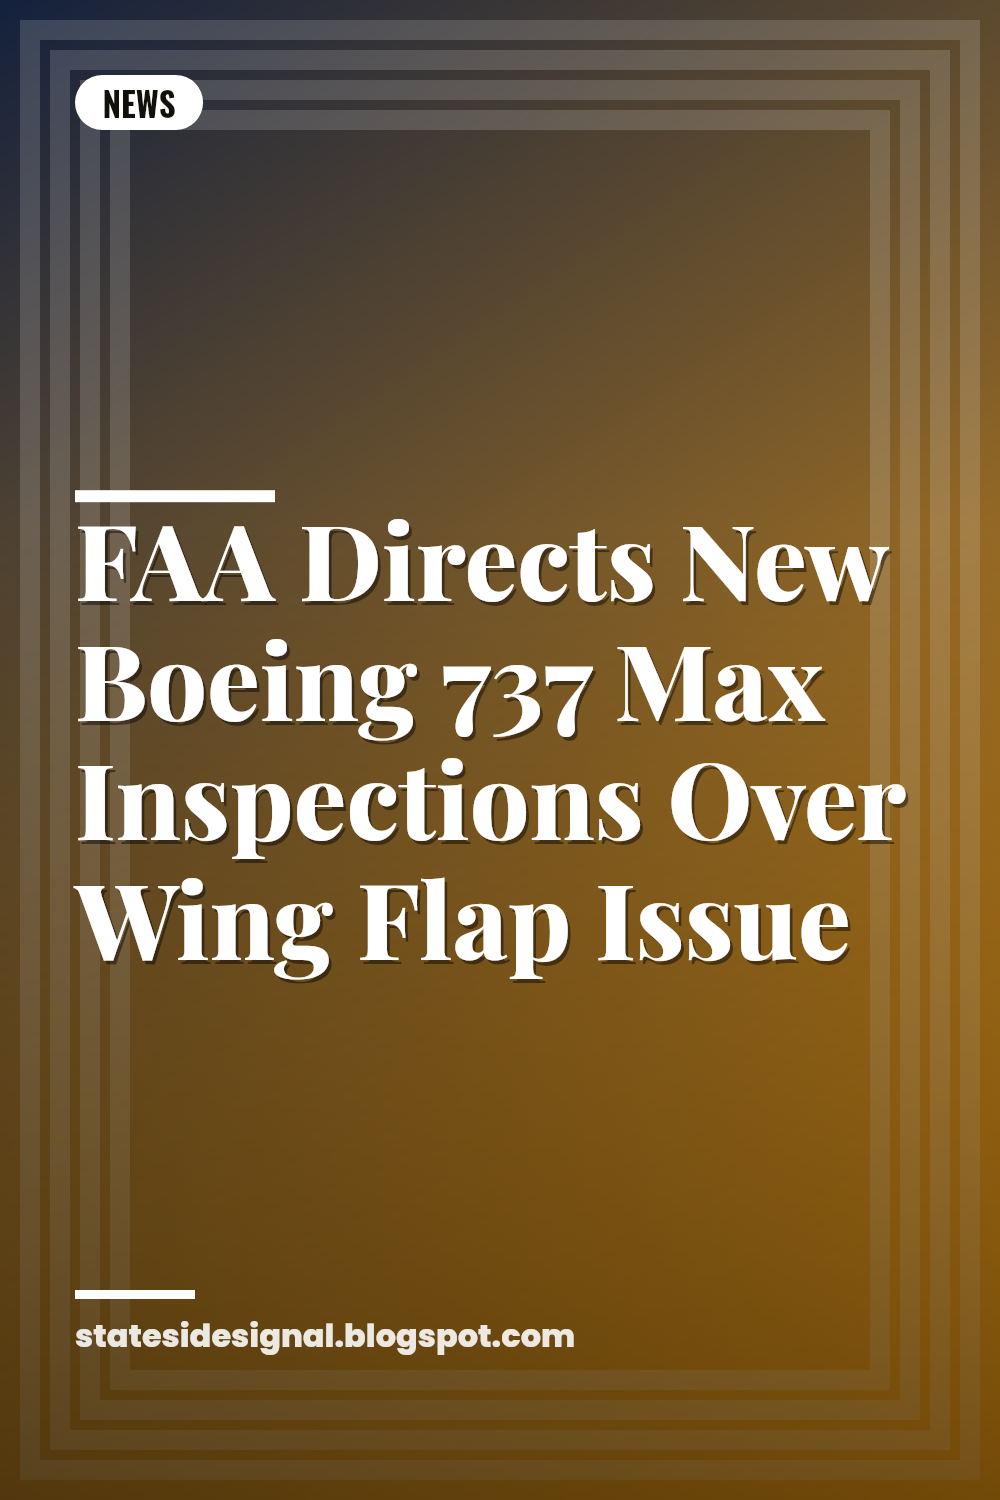 NEWS
FAA Directs New
Boeing 737 Max
Inspections Over
Wing Flap Issue
statesidesignal.blogspot.com